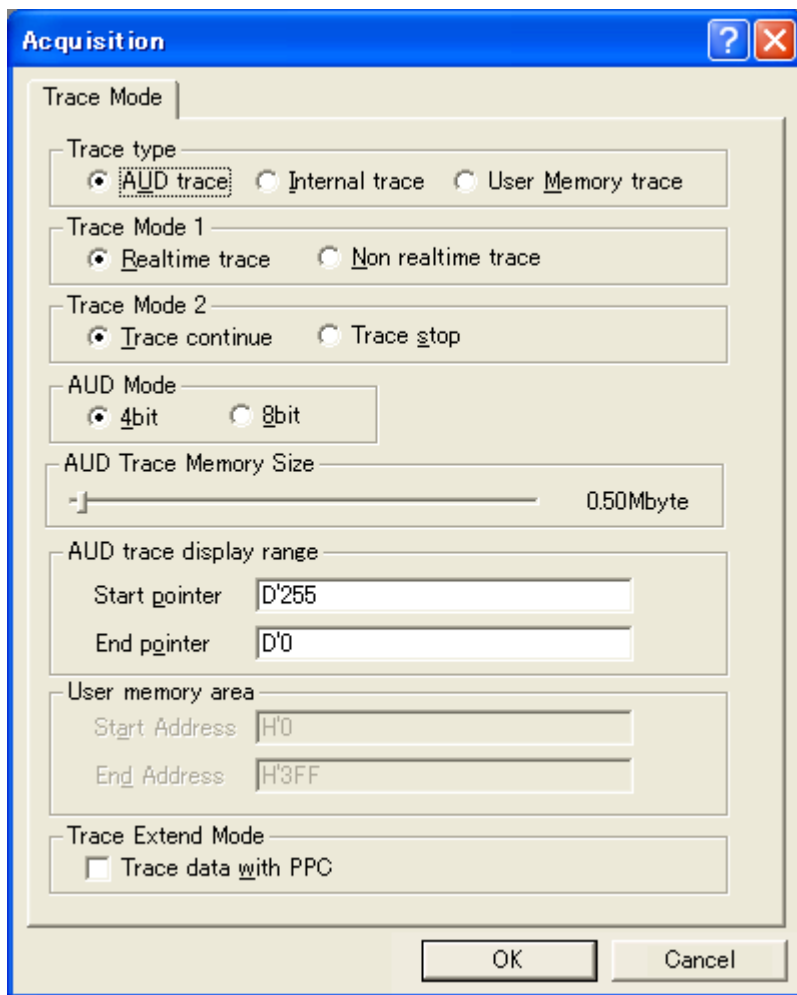 Acquisition
Trace Mode
Trace type
AUD trace Internal trace User Memory trace
Trace Mode 1
Realtime trace Non realtime trace
Trace Mode 2
Trace continue Trace stop
AUD Mode
4bit 8bit
AUD Trace Memory Size
0.50Mbyte
AUD trace display range
Start pointer D'255
End pointer D'0
User memory area
Start Address H'0
End Address H'3FF
Trace Extend Mode
Trace data with PPC
OK Cancel